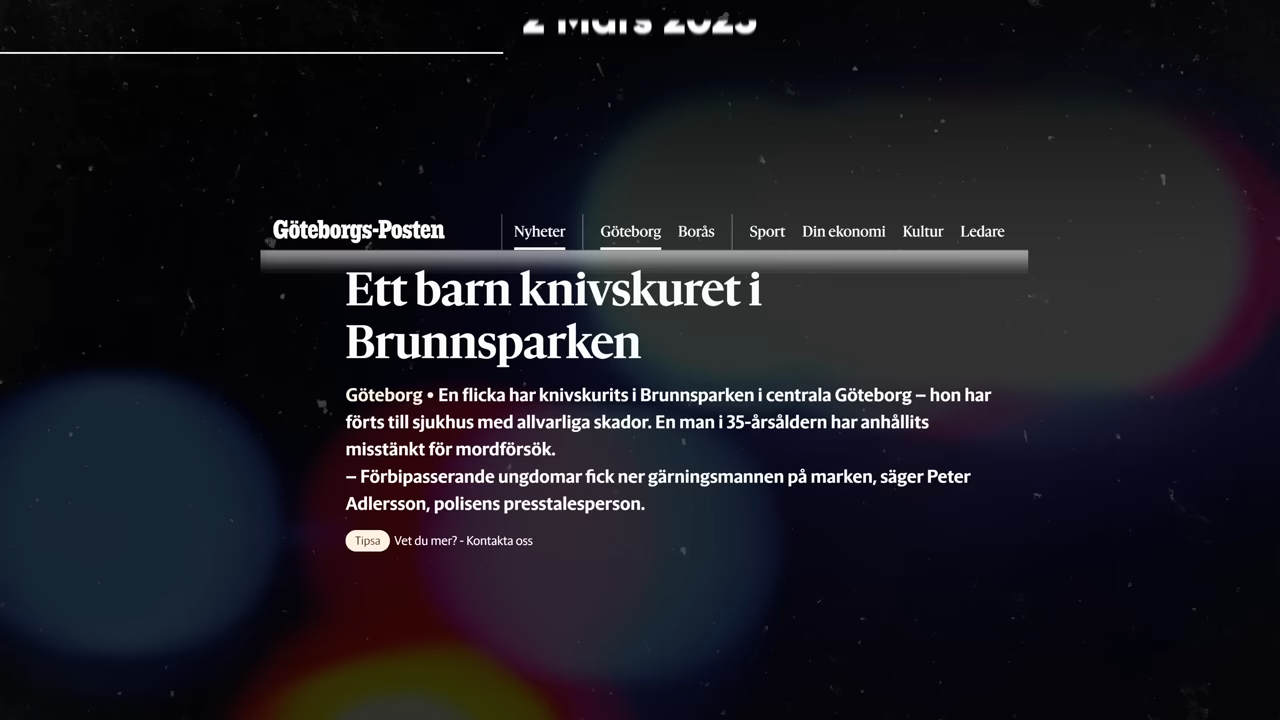 2 Mars 2025
Göteborgs-Posten
Nyheter Göteborg Borås Sport Din ekonomi Kultur Ledare
Ett barn knivskuret i
Brunnsparken
Göteborg • En flicka har knivskurits i Brunnsparken i centrala Göteborg – hon har
förts till sjukhus med allvarliga skador. En man i 35-årsåldern har anhållits
misstänkt för mordförsök.
– Förbipasserande ungdomar fick ner gärningsmannen på marken, säger Peter
Adlersson, polisens presstalesperson.
Tipsa Vet du mer? - Kontakta oss